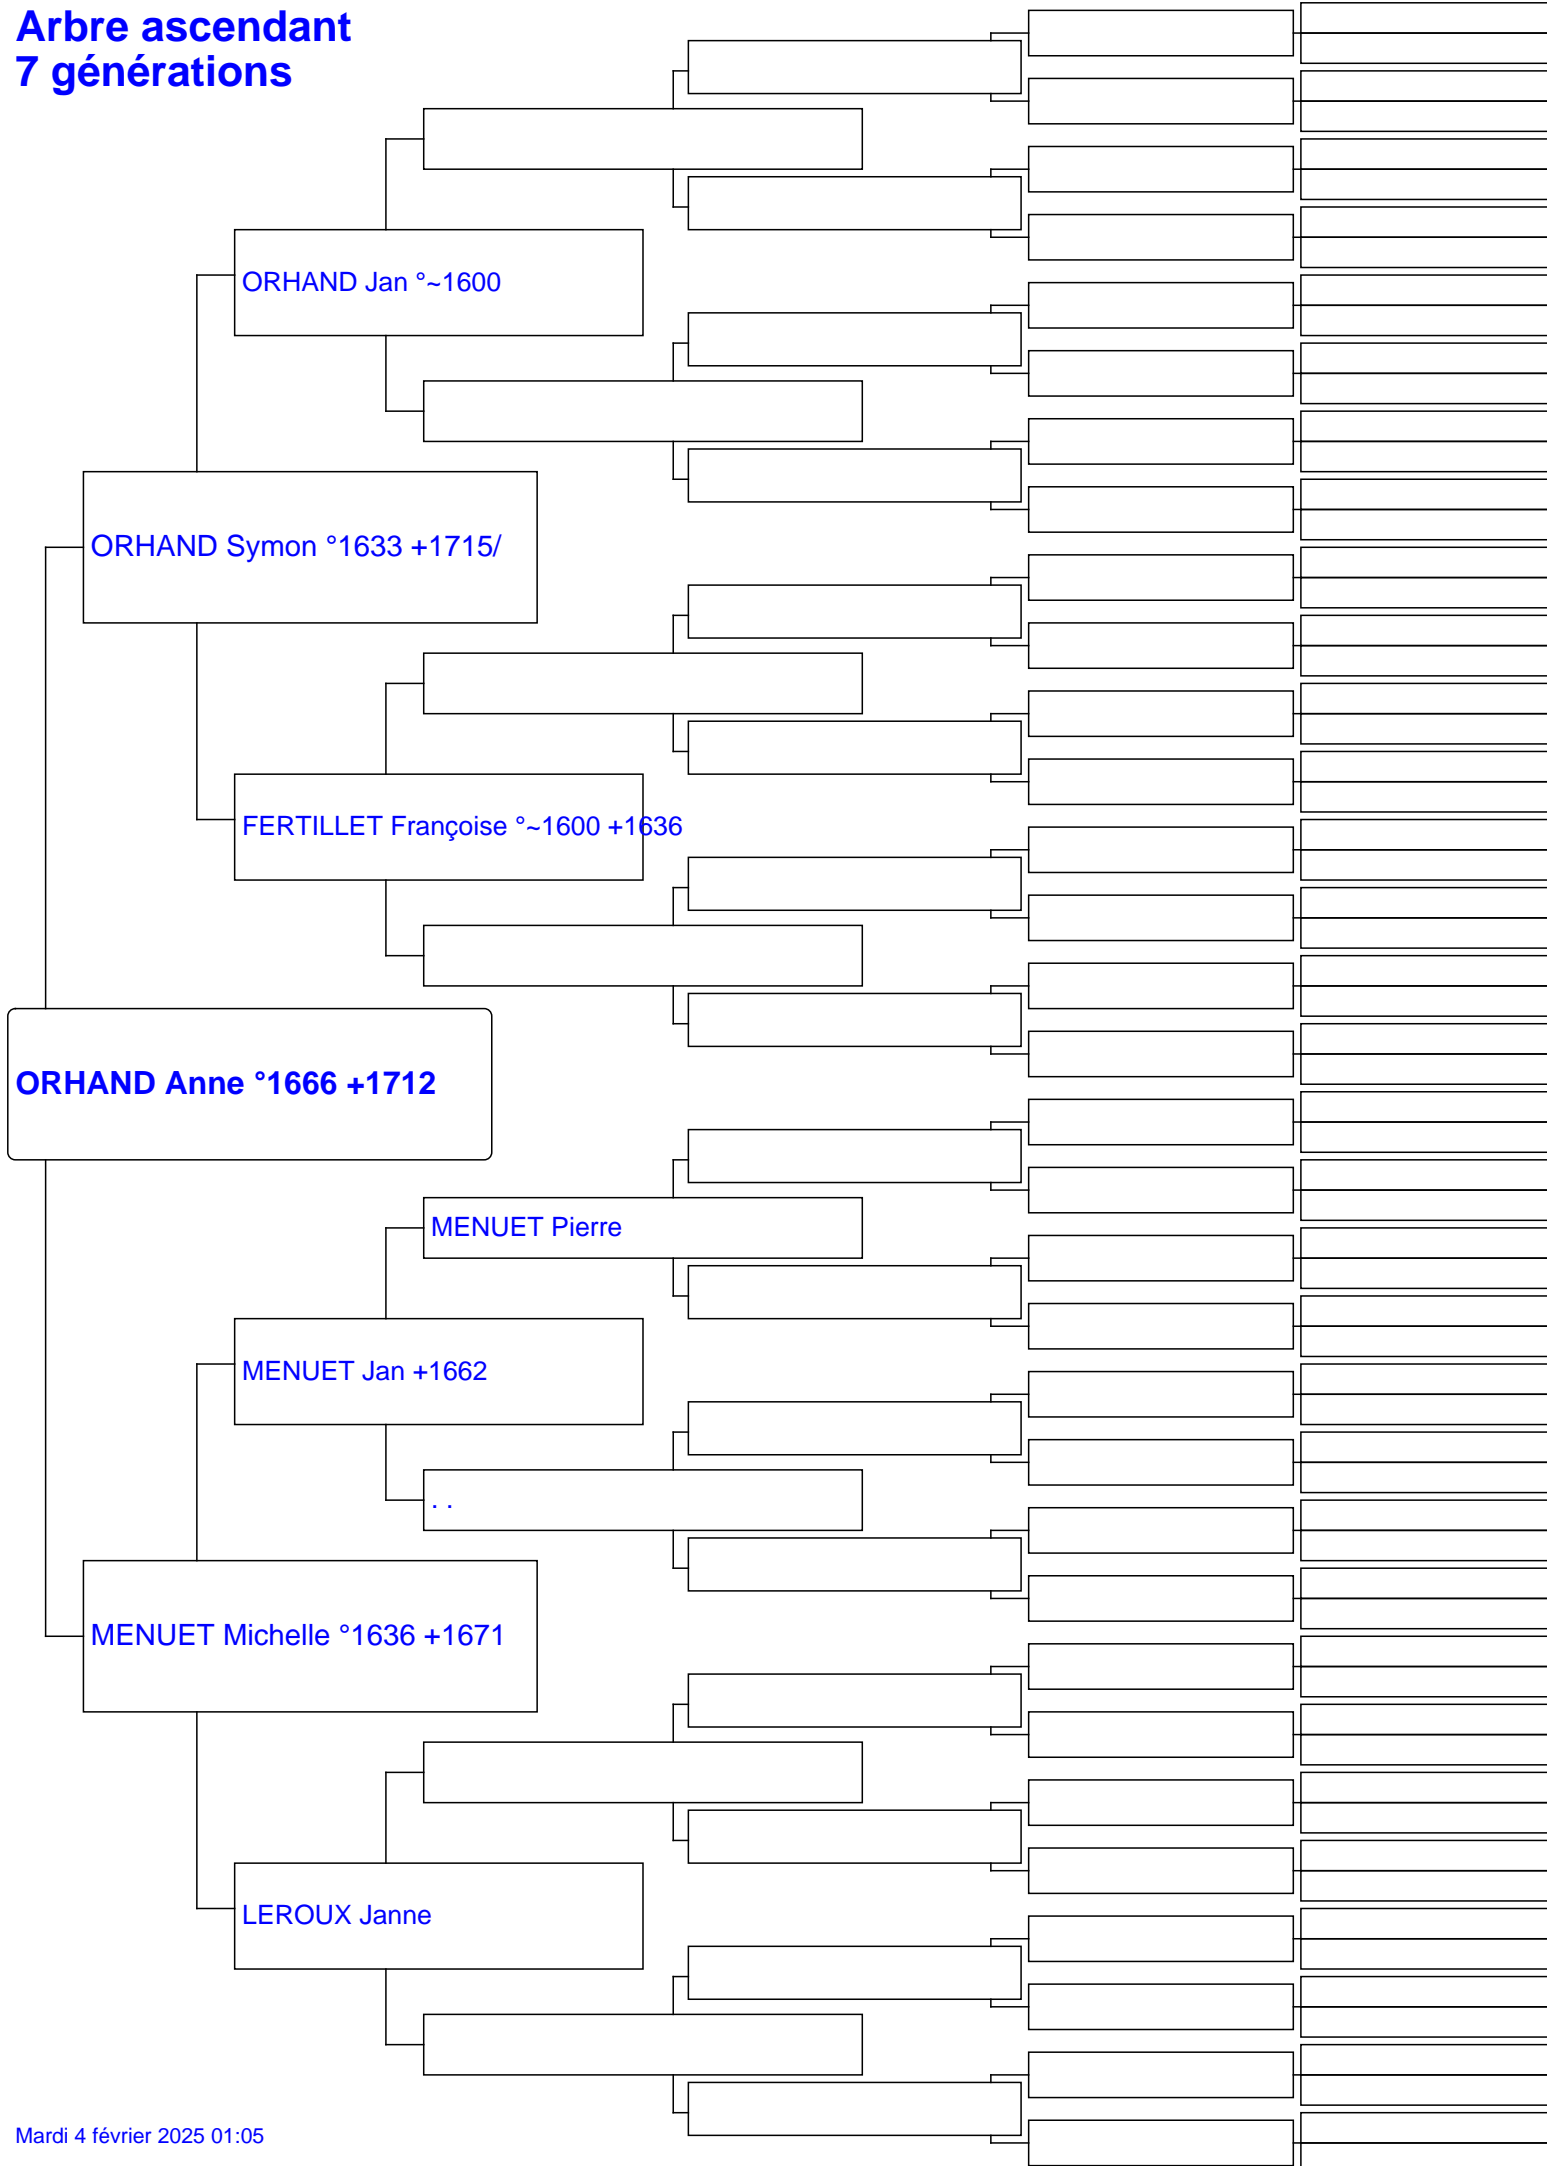 Arbre ascendant
7 générations
ORHAND Jan °~1600
ORHAND Symon °1633 +1715/
FERTILLET Françoise °~1600 +1636
ORHAND Anne °1666 +1712
MENUET Pierre
MENUET Jan +1662
. .
MENUET Michelle °1636 +1671
LEROUX Janne
Mardi 4 février 2025 01:05